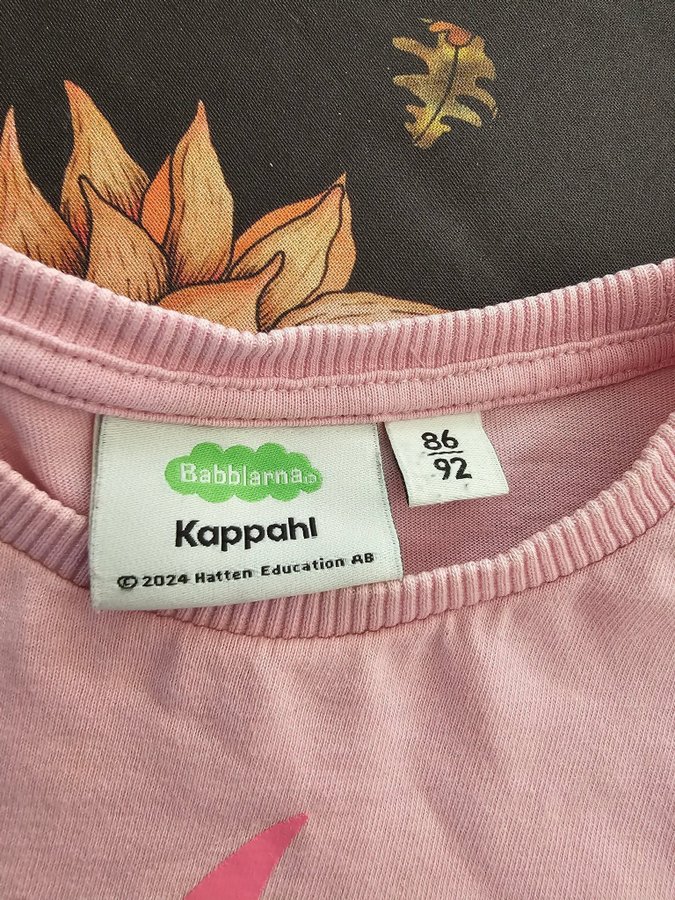 Babblarna
Kappahl
© 2024 Hatten Education AB
86
92